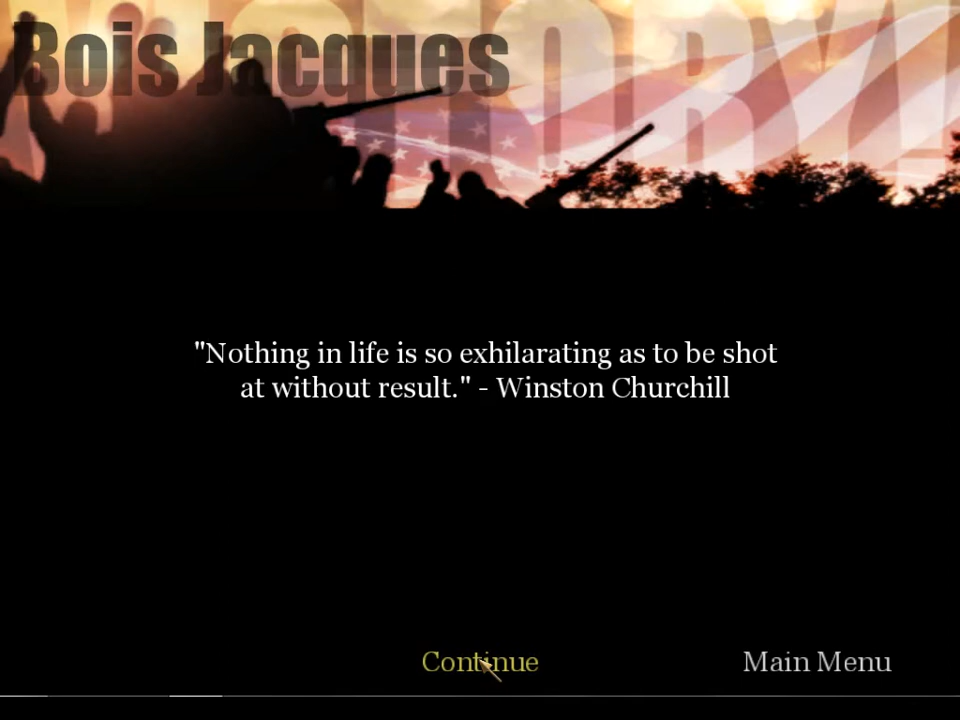 VICTORY!
Bois Jacques
"Nothing in life is so exhilarating as to be shot
at without result." - Winston Churchill
Continue
Main Menu